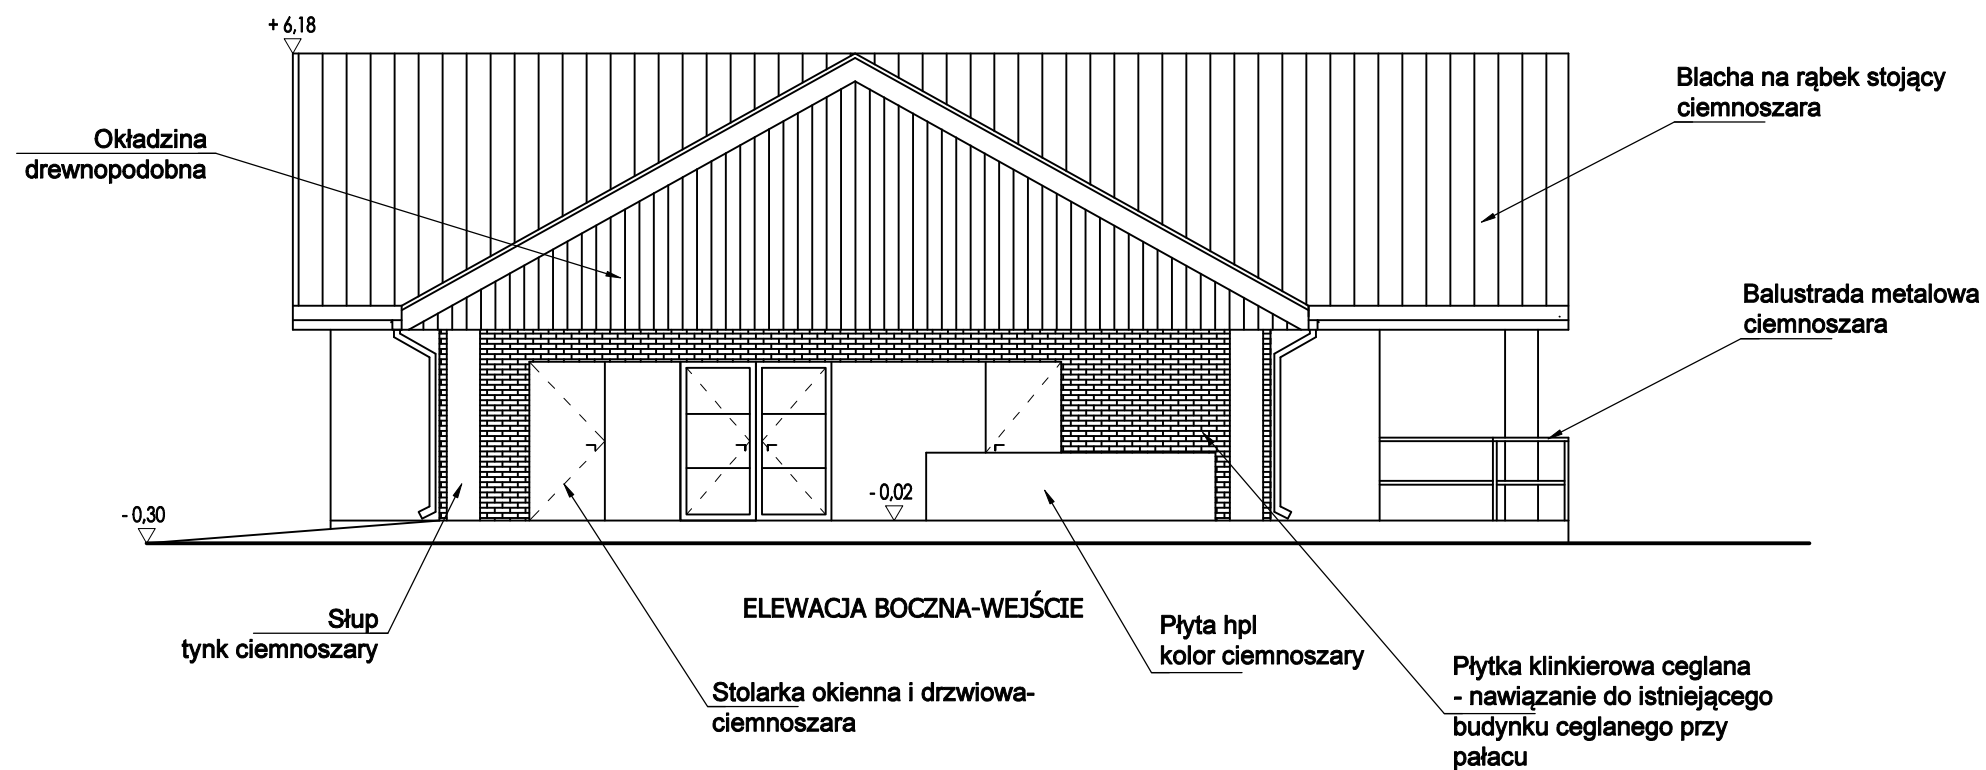 + 6,18
Blacha na rąbek stojący
ciemnoszara
Okładzina
drewnopodobna
Balustrada metalowa
ciemnoszara
- 0,02
- 0,30
ELEWACJA BOCZNA-WEJŚCIE
Słup
tynk ciemnoszary
Płyta hpl
kolor ciemnoszary
Stolarka okienna i drzwiowa-
ciemnoszara
Płytka klinkierowa ceglana
- nawiązanie do istniejącego
budynku ceglanego przy
pałacu